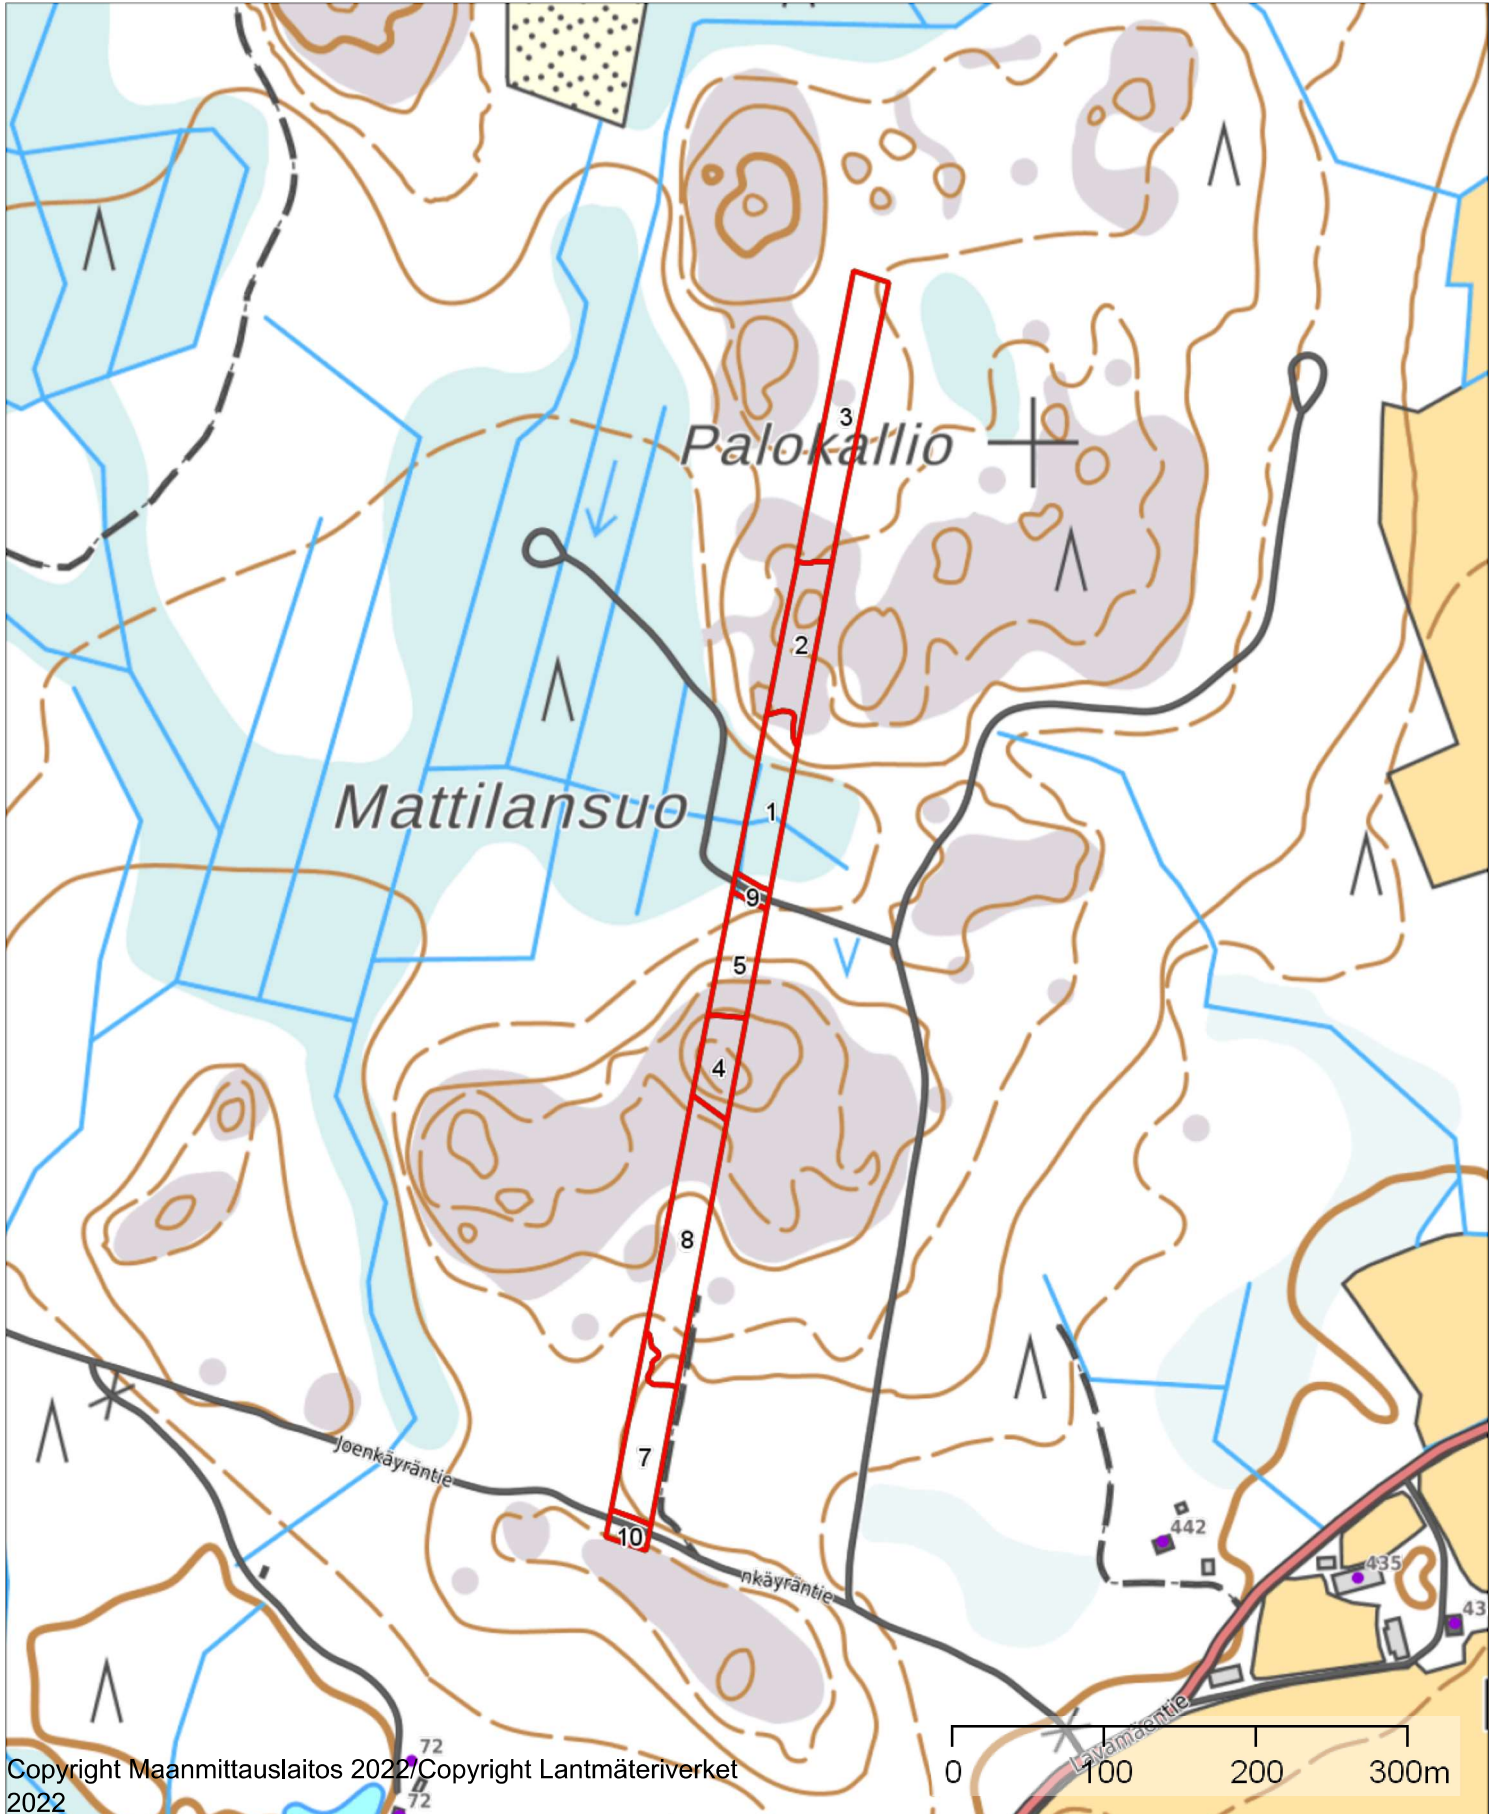 3
Palokallio
2
Mattilansuo
1
9
5
4
8
Joenkäyräntie
7
10
nkäyräntie
442
435
43
Lavamäentie
72
72
0 100 200 300m
Copyright Maanmittauslaitos 2022/Copyright Lantmäteriverket
2022